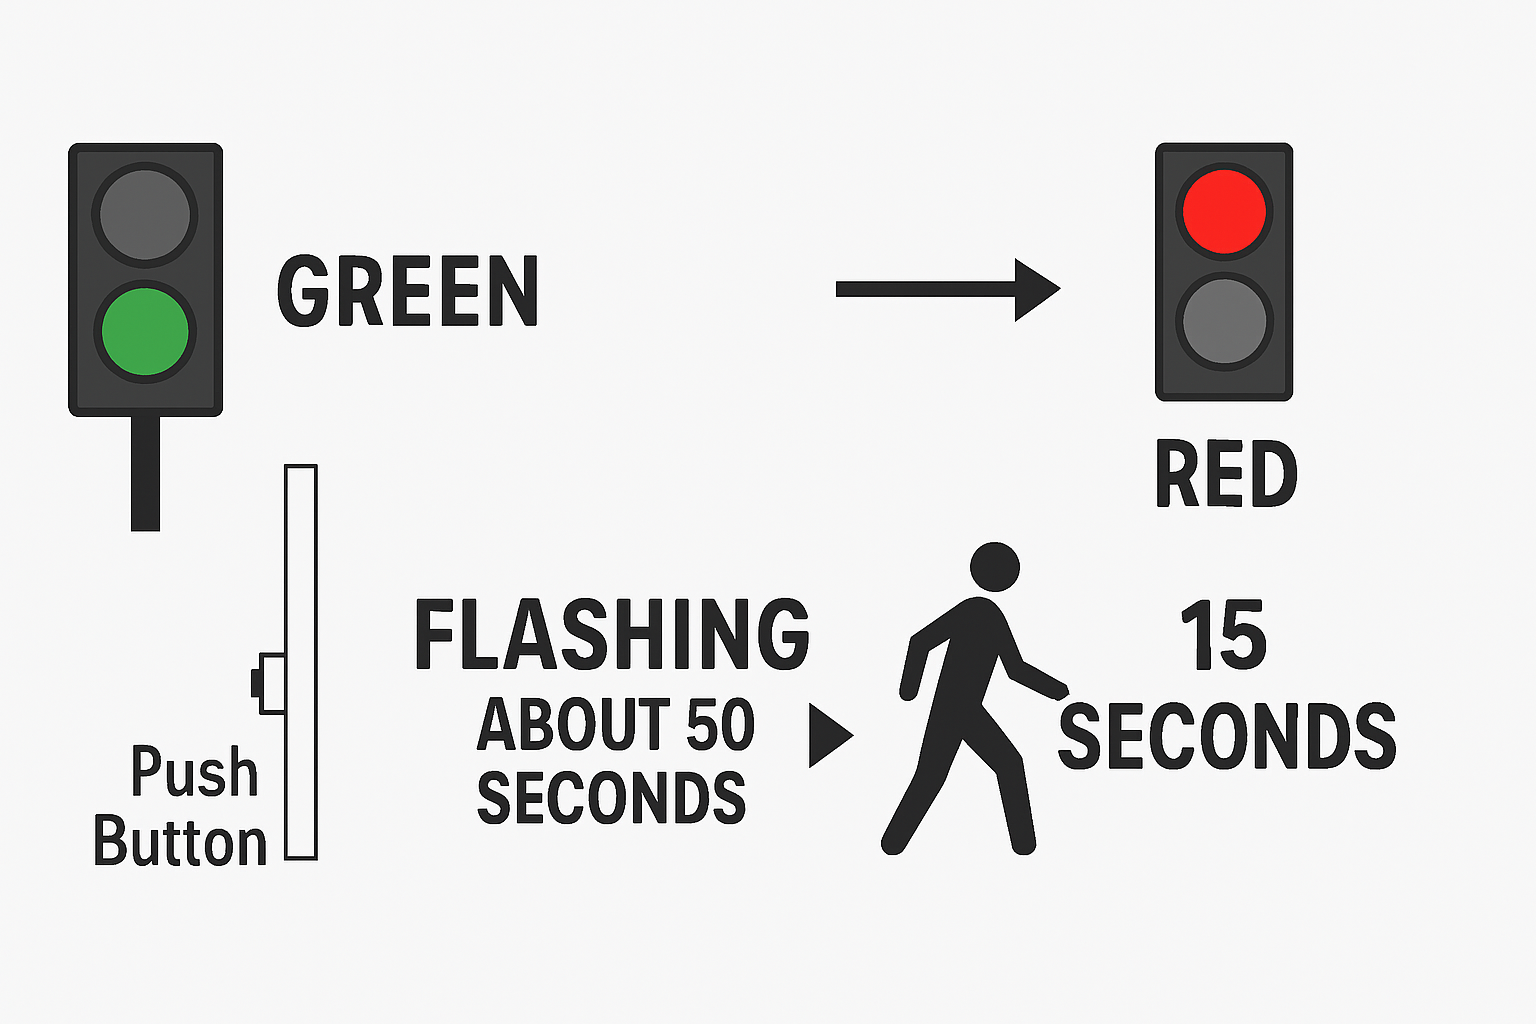 GREEN
RED
FLASHING
ABOUT 50
SECONDS
15
SECONDS
Push
Button